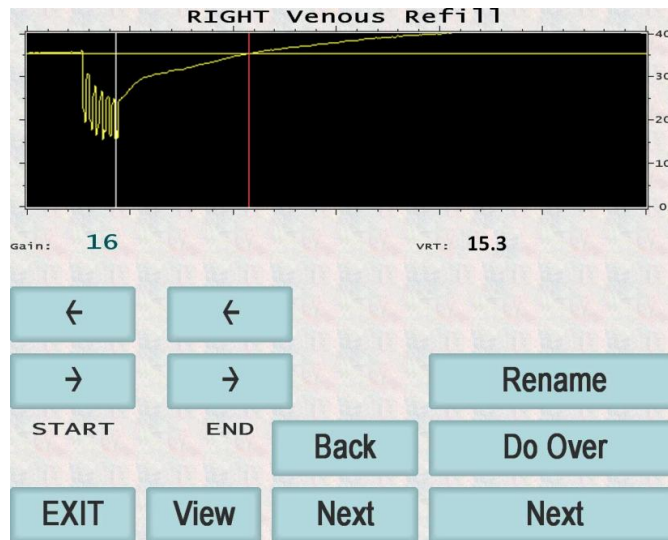 RIGHT Venous Refill
40
30
20
10
0
Gain: 16
VRT: 15.3
← ←
→ → Rename
START END
Back Do Over
EXIT View Next Next